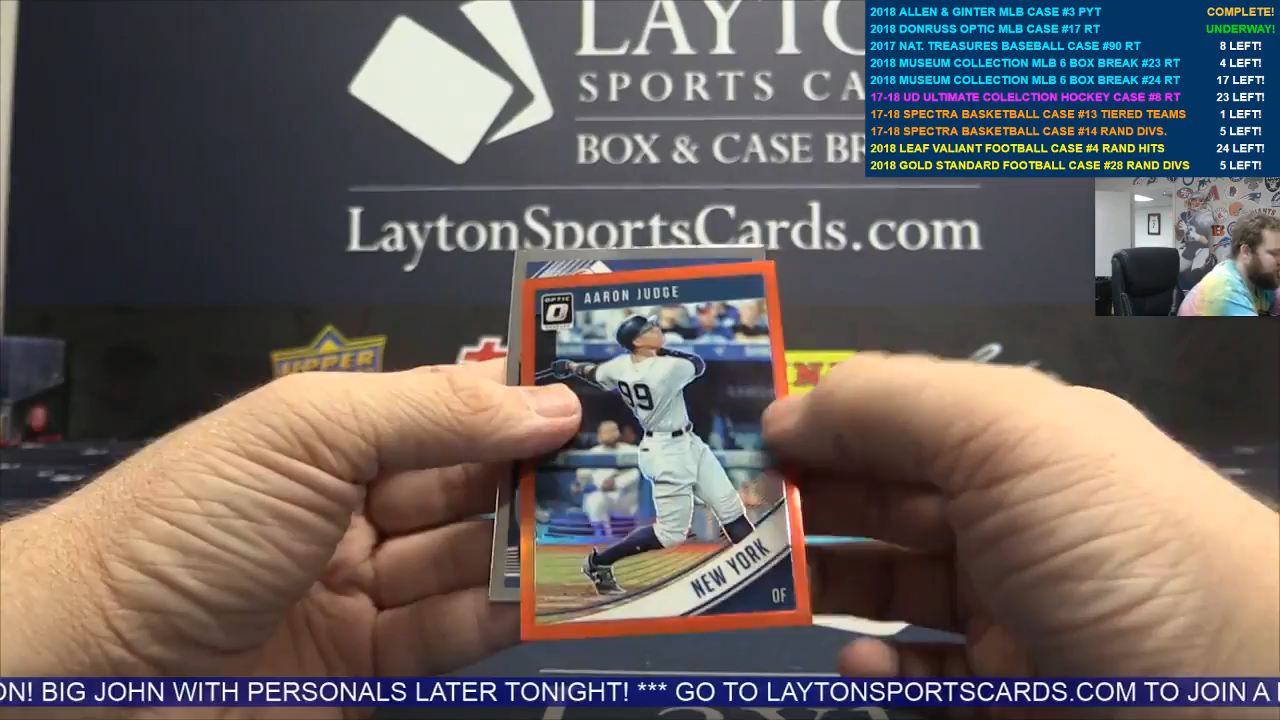 LAYTO
SPORTS CA
BOX & CASE BR
LaytonSportsCards.com
2018 ALLEN & GINTER MLB CASE #3 PYT COMPLETE!
2018 DONRUSS OPTIC MLB CASE #17 RT UNDERWAY!
2017 NAT. TREASURES BASEBALL CASE #90 RT 8 LEFT!
2018 MUSEUM COLLECTION MLB 6 BOX BREAK #23 RT 4 LEFT!
2018 MUSEUM COLLECTION MLB 6 BOX BREAK #24 RT 17 LEFT!
17-18 UD ULTIMATE COLELCTION HOCKEY CASE #8 RT 23 LEFT!
17-18 SPECTRA BASKETBALL CASE #13 TIERED TEAMS 1 LEFT!
17-18 SPECTRA BASKETBALL CASE #14 RAND DIVS. 5 LEFT!
2018 LEAF VALIANT FOOTBALL CASE #4 RAND HITS 24 LEFT!
2018 GOLD STANDARD FOOTBALL CASE #28 RAND DIVS 5 LEFT!
OPTIC
AARON JUDGE
UPPER
99
NEW YORK
OF
ON! BIG JOHN WITH PERSONALS LATER TONIGHT! *** GO TO LAYTONSPORTSCARDS.COM TO JOIN A